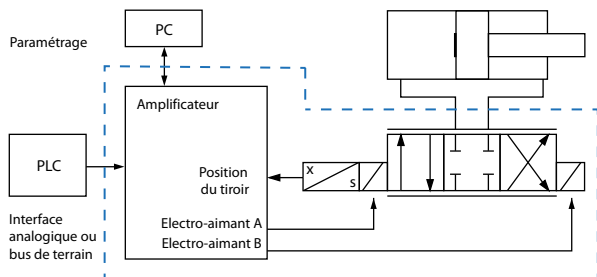 Paramétrage
PC
Amplificateur
PLC
Position
du tiroir
x
s
Interface
analogique ou
bus de terrain
Electro-aimant A
Electro-aimant B